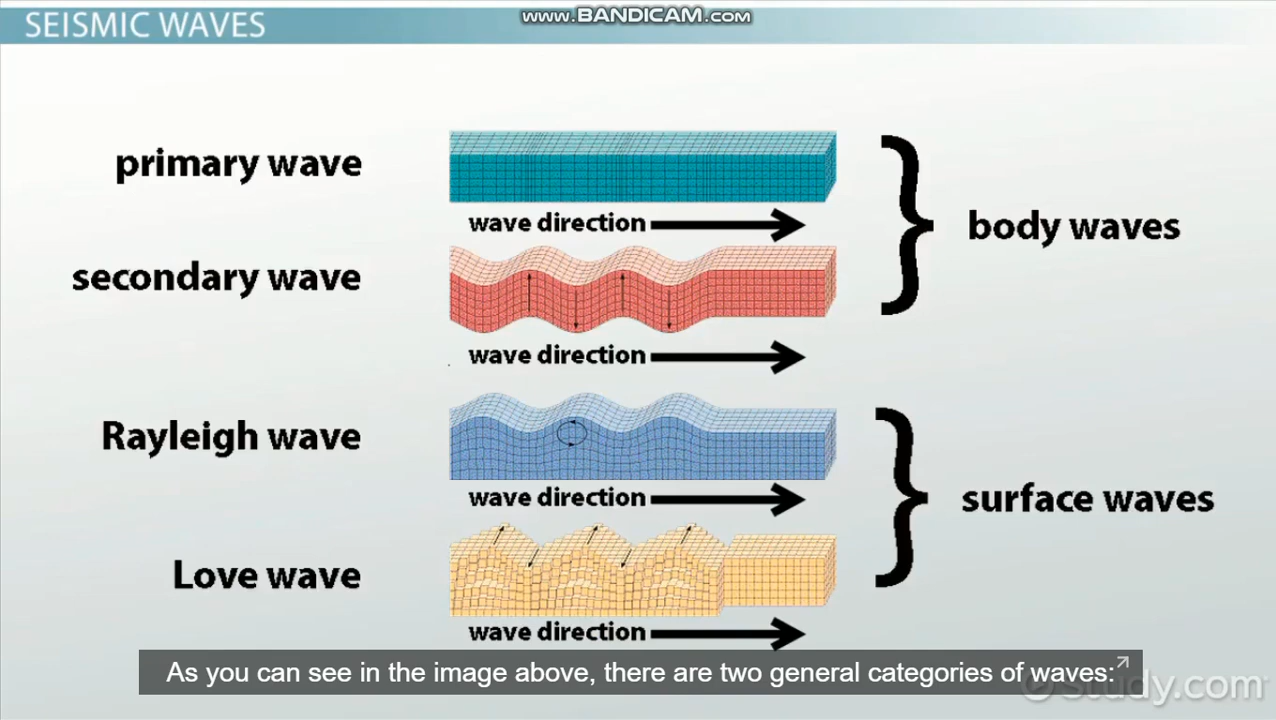 SEISMIC WAVES
www.BANDICAM.com
primary wave
wave direction
body waves
secondary wave
wave direction
Rayleigh wave
wave direction
surface waves
Love wave
wave direction
As you can see in the image above, there are two general categories of waves:
Study.com